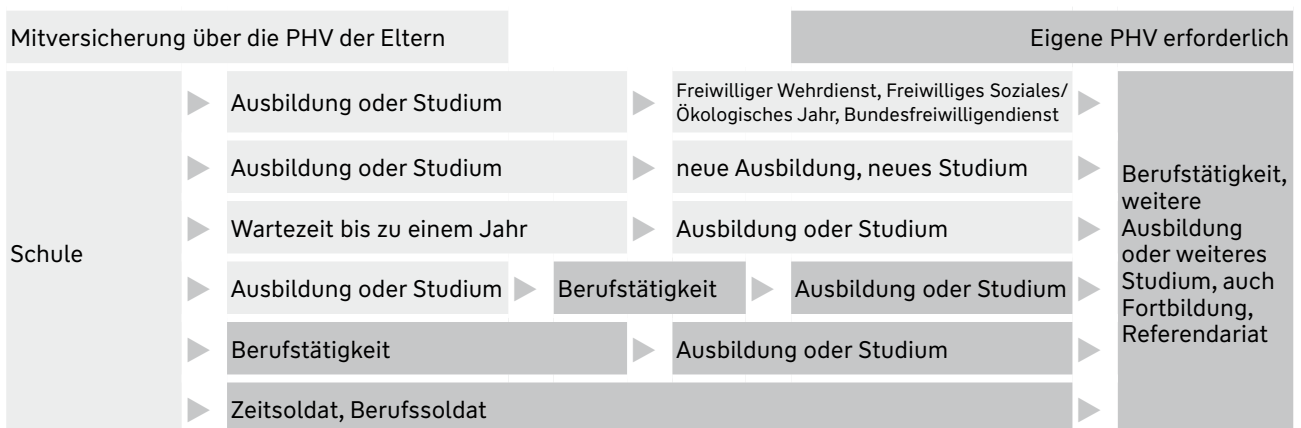 Mitversicherung über die PHV der Eltern
Eigene PHV erforderlich
Schule
Ausbildung oder Studium
Freiwilliger Wehrdienst, Freiwilliges Soziales/
Ökologisches Jahr, Bundesfreiwilligendienst
Ausbildung oder Studium
neue Ausbildung, neues Studium
Wartezeit bis zu einem Jahr
Ausbildung oder Studium
Ausbildung oder Studium
Berufstätigkeit
Ausbildung oder Studium
Berufstätigkeit
Ausbildung oder Studium
Zeitsoldat, Berufssoldat
Berufstätigkeit,
weitere
Ausbildung
oder weiteres
Studium, auch
Fortbildung,
Referendariat